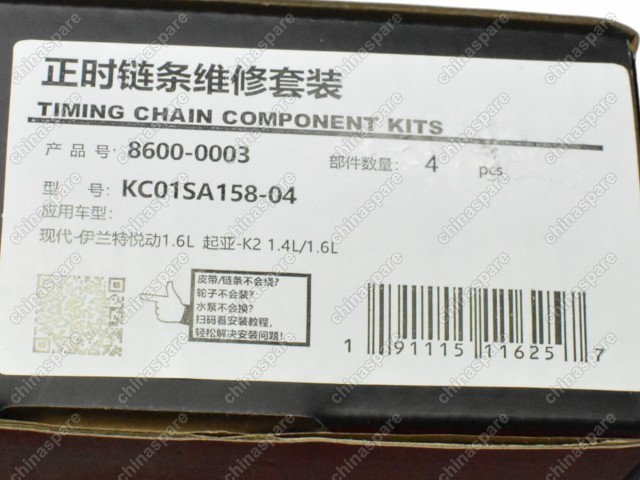 正时链条维修套装
TIMING CHAIN COMPONENT KITS
产品号: 8600-0003 部件数量: 4 pcs
型号: KC01SA158-04
应用车型:
现代-伊兰特悦动1.6L 起亚-K2 1.4L/1.6L
皮带/链条不会绕?
轮子不会装?
水泵不会换?
扫码看安装教程,
轻松解决安装问题!
1 91115 11625 7
chinaspare